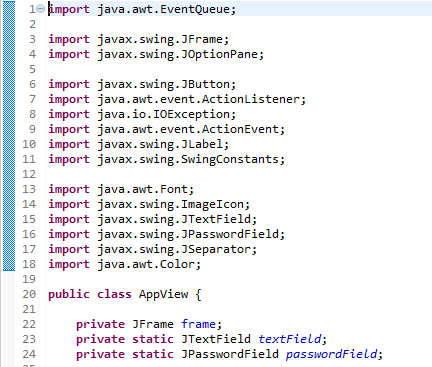 1 import java.awt.EventQueue;
2
3 import javax.swing.JFrame;
4 import javax.swing.JOptionPane;
5
6 import javax.swing.JButton;
7 import java.awt.event.ActionListener;
8 import java.io.IOException;
9 import java.awt.event.ActionEvent;
10 import javax.swing.JLabel;
11 import javax.swing.SwingConstants;
12
13 import java.awt.Font;
14 import javax.swing.ImageIcon;
15 import javax.swing.JTextField;
16 import javax.swing.JPasswordField;
17 import javax.swing.JSeparator;
18 import java.awt.Color;
19
20 public class AppView {
21
22     private JFrame frame;
23     private static JTextField textField;
24     private static JPasswordField passwordField;